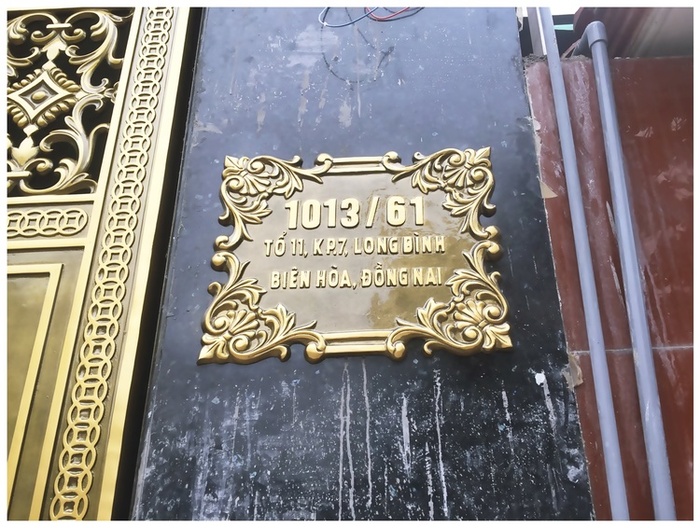 1013/61
TỔ 11, KP.7, LONG BÌNH
BIÊN HÒA, ĐỒNG NAI